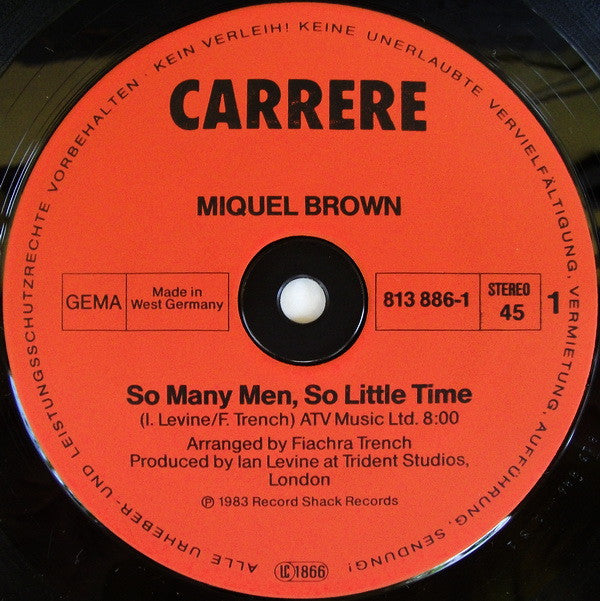 ALLE URHEBER- UND LEISTUNGSSCHUTZRECHTE VORBEHALTEN · KEIN VERLEIH! KEINE UNERLAUBTE VERVIELFÄLTIGUNG, VERMIETUNG, AUFFÜHRUNG, SENDUNG!
CARRERE
MIQUEL BROWN
GEMA
Made in
West Germany
813 886-1
STEREO
45
1
So Many Men, So Little Time
(I. Levine/F. Trench) ATV Music Ltd. 8:00
Arranged by Fiachra Trench
Produced by Ian Levine at Trident Studios,
London
℗ 1983 Record Shack Records
LC 1866